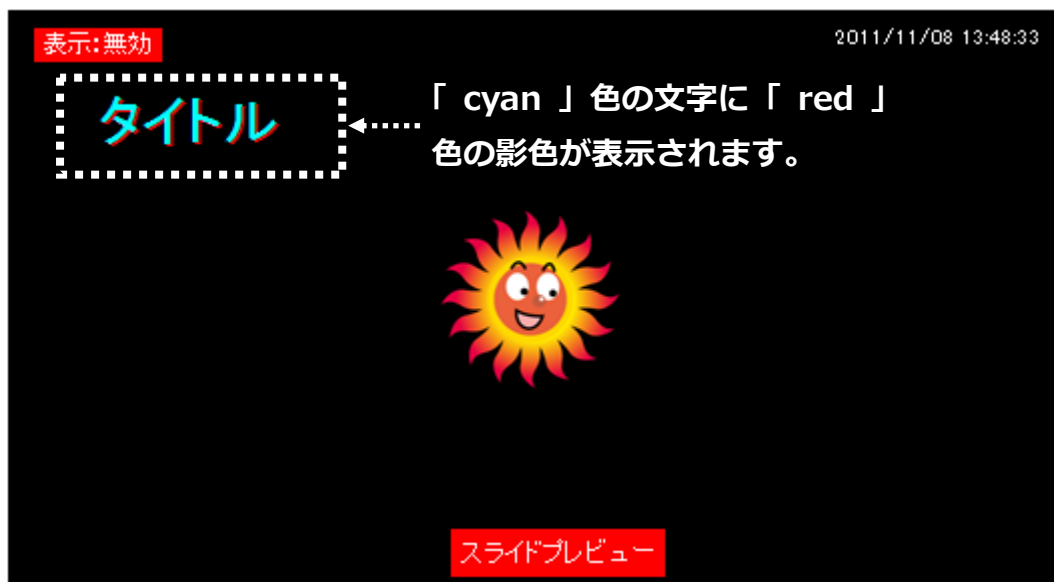 表示:無効
2011/11/08 13:48:33
タイトル
「 cyan 」色の文字に「 red 」
色の影色が表示されます。
スライドプレビュー